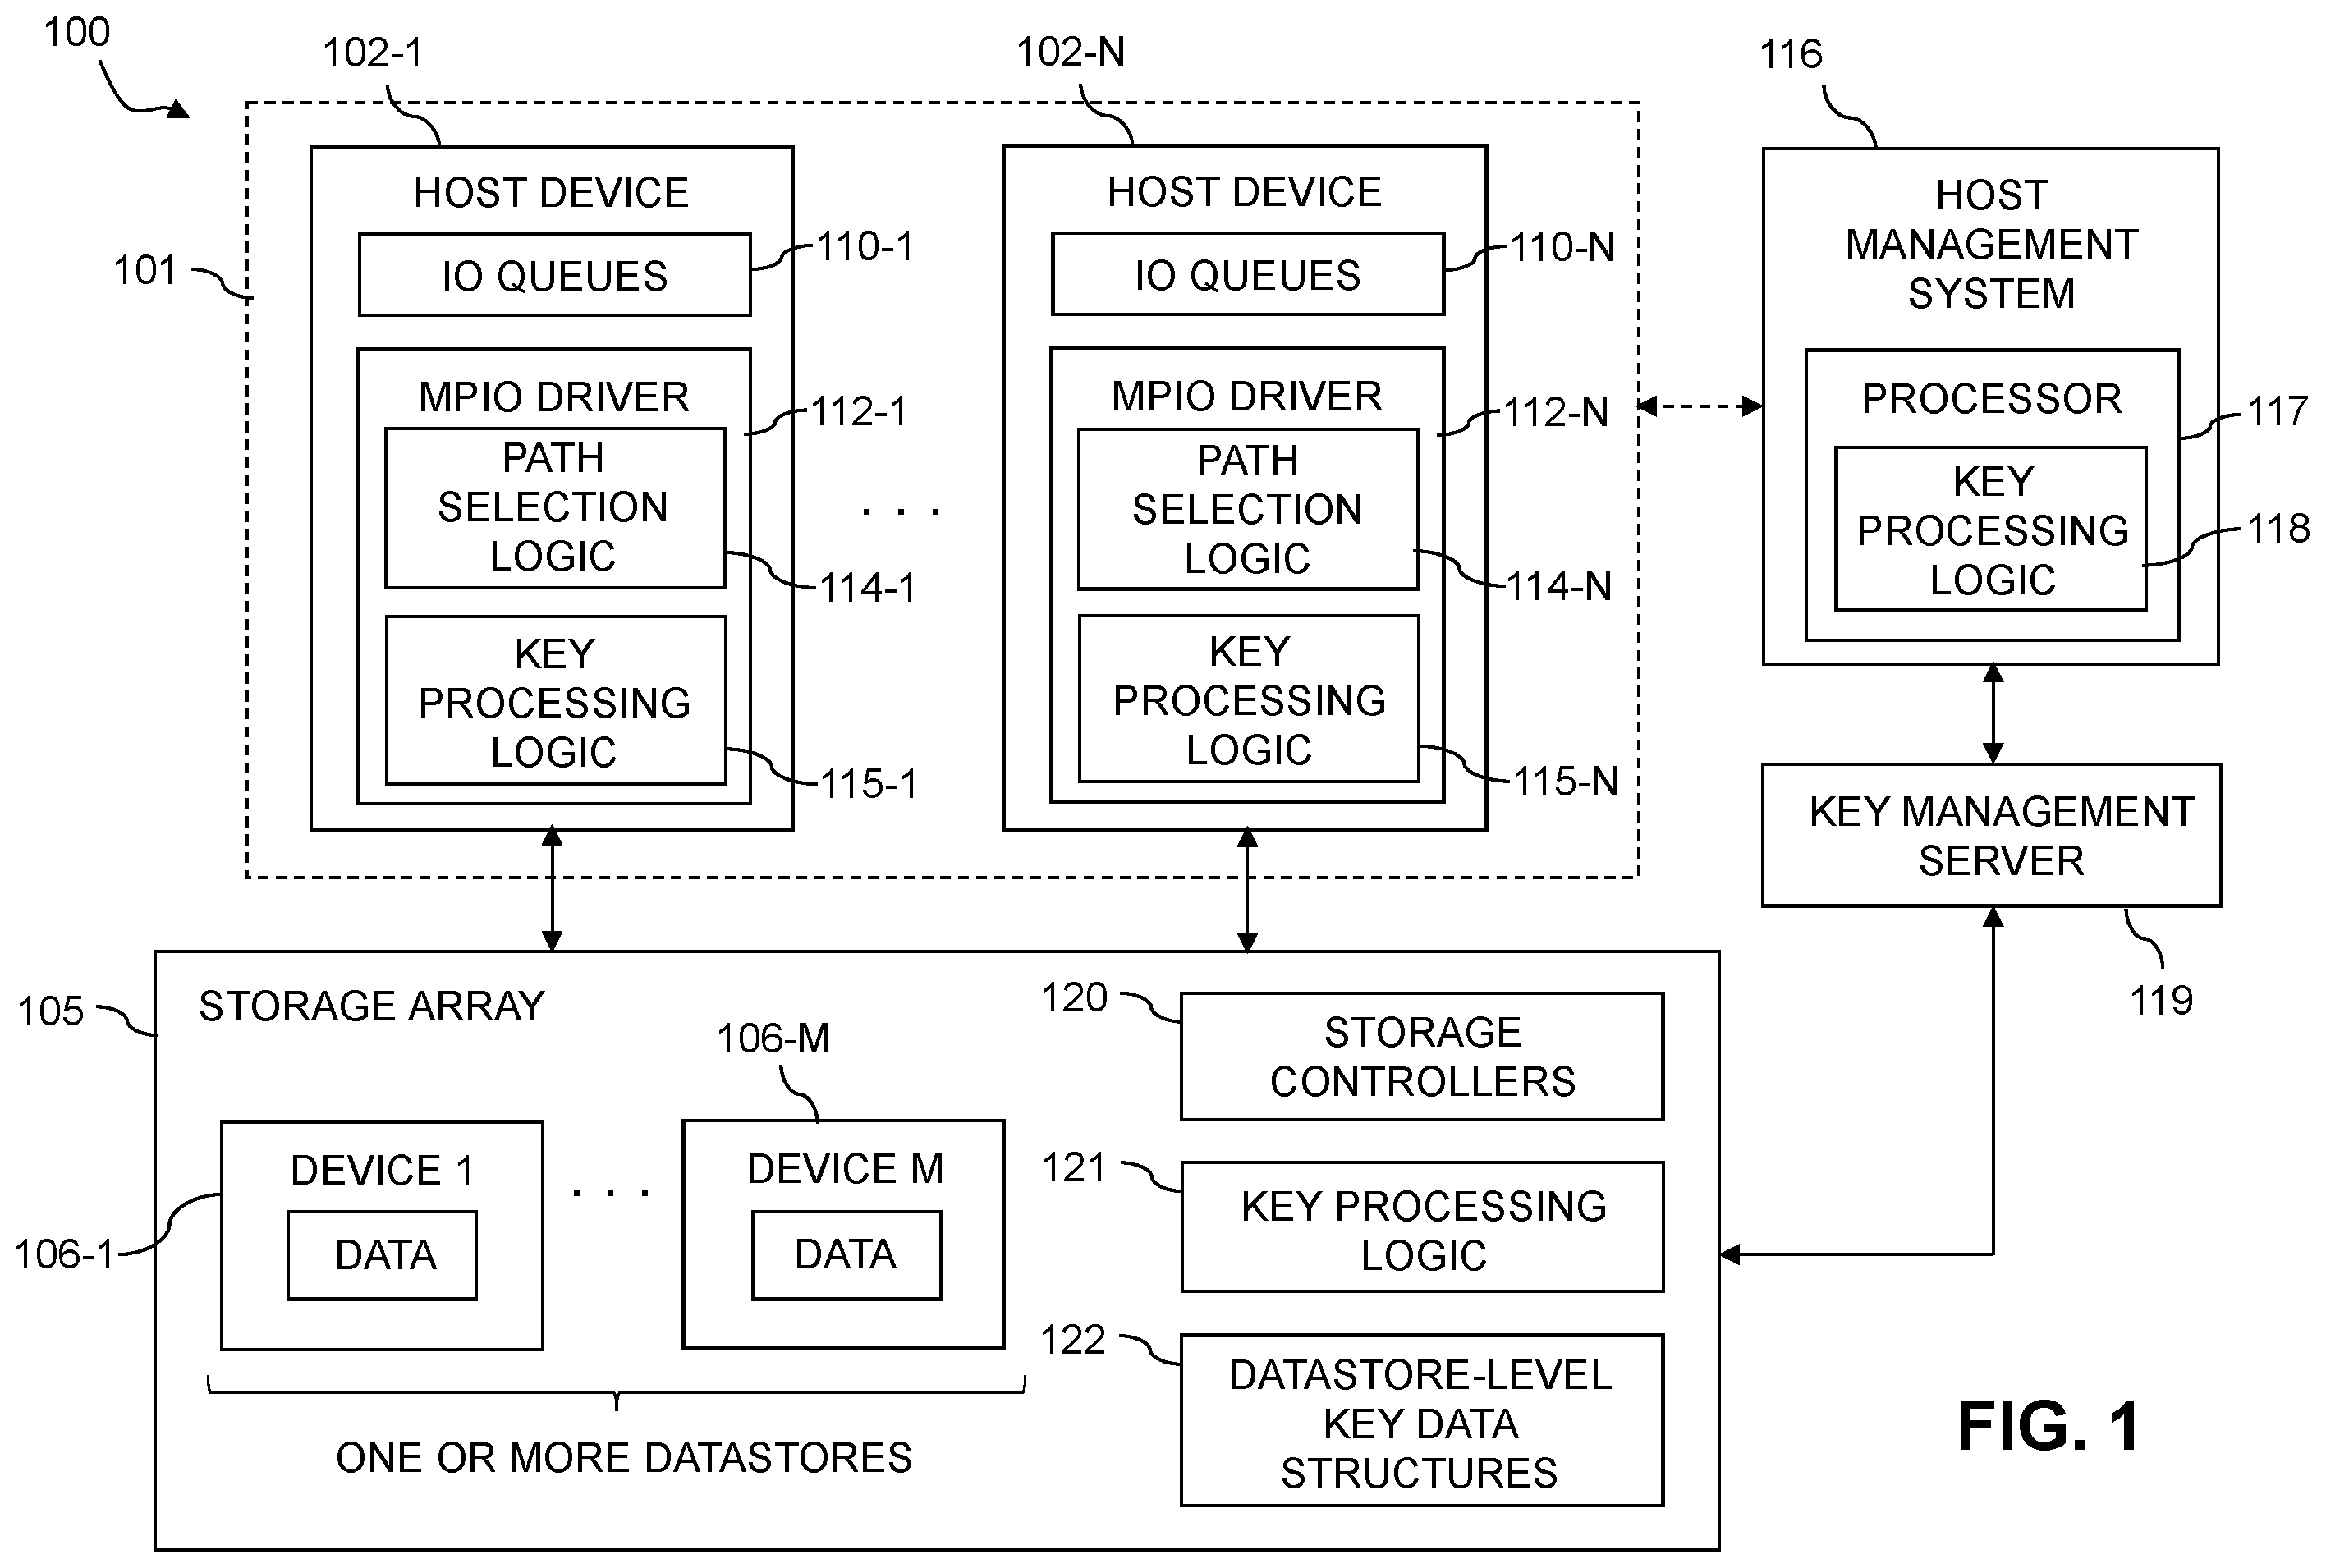 100
102-1
102-N
116
101
HOST DEVICE
IO QUEUES
110-1
MPIO DRIVER
112-1
PATH
SELECTION
LOGIC
114-1
KEY
PROCESSING
LOGIC
115-1
. . .
HOST DEVICE
IO QUEUES
110-N
MPIO DRIVER
112-N
PATH
SELECTION
LOGIC
114-N
KEY
PROCESSING
LOGIC
115-N
HOST
MANAGEMENT
SYSTEM
PROCESSOR
117
KEY
PROCESSING
LOGIC
118
KEY MANAGEMENT
SERVER
119
105
STORAGE ARRAY
106-M
DEVICE 1
DATA
106-1
. . .
DEVICE M
DATA
ONE OR MORE DATASTORES
120
STORAGE
CONTROLLERS
121
KEY PROCESSING
LOGIC
122
DATASTORE-LEVEL
KEY DATA
STRUCTURES
FIG. 1